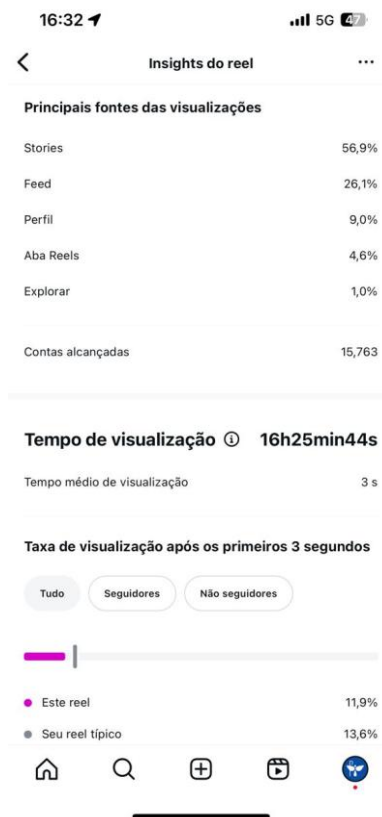 16:32 5G 47
Insights do reel
Principais fontes das visualizações
Stories 56,9%
Feed 26,1%
Perfil 9,0%
Aba Reels 4,6%
Explorar 1,0%
Contas alcançadas 15,763
Tempo de visualização 16h25min44s
Tempo médio de visualização 3 s
Taxa de visualização após os primeiros 3 segundos
Tudo Seguidores Não seguidores
Este reel 11,9%
Seu reel típico 13,6%